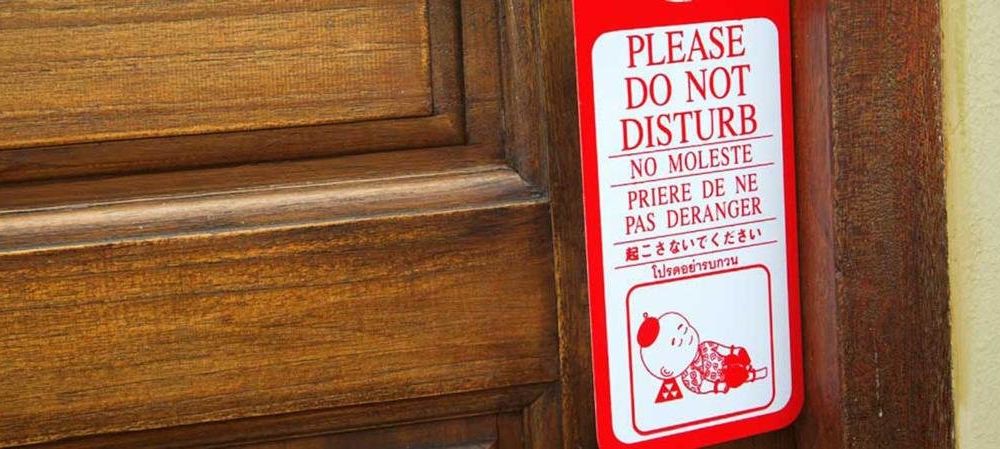 PLEASE
DO NOT
DISTURB
NO MOLESTE
PRIERE DE NE
PAS DERANGER
起こさないでください
โปรดอย่ารบกวน